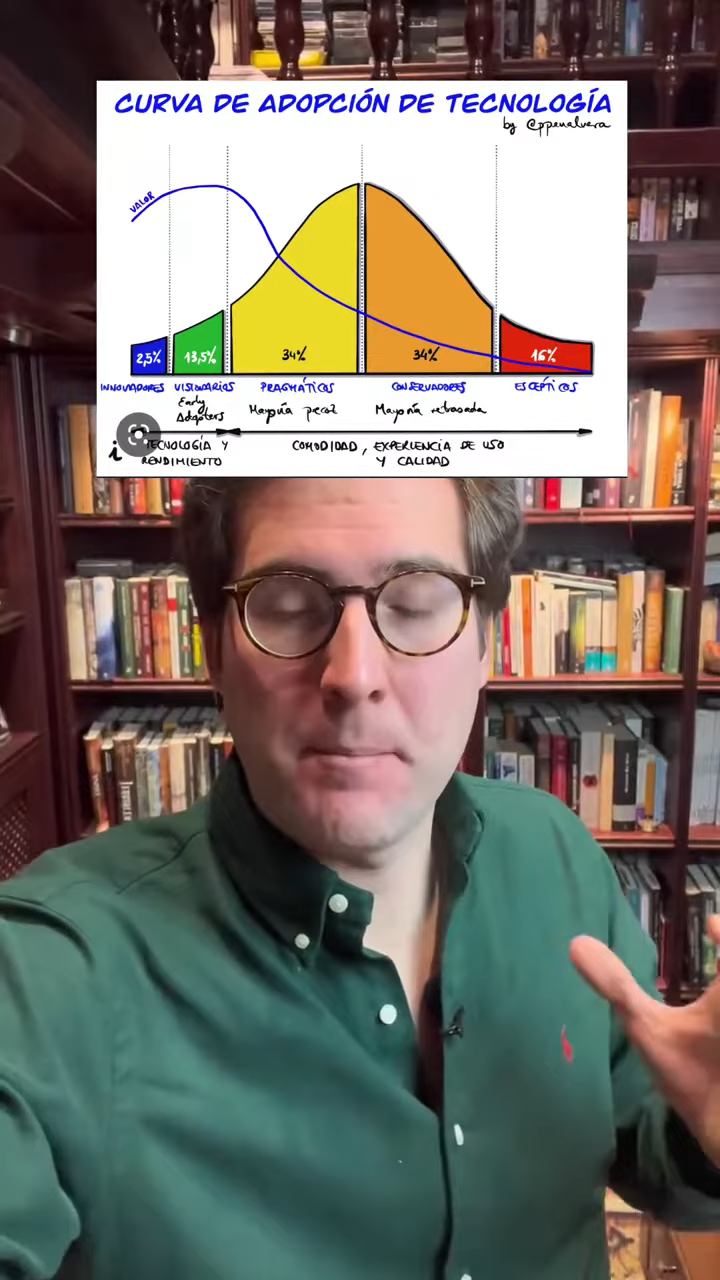 CURVA DE ADOPCIÓN DE TECNOLOGÍA
by @ppenalvera
VALOR
2,5%
13,5%
34%
34%
16%
INNOVADORES
VISIONARIOS
PRAGMÁTICOS
CONSERVADORES
ESCÉPTICOS
Early
Adopters
Mayoría precoz
Mayoría retrasada
TECNOLOGÍA Y
RENDIMIENTO
COMODIDAD, EXPERIENCIA DE USO
Y CALIDAD